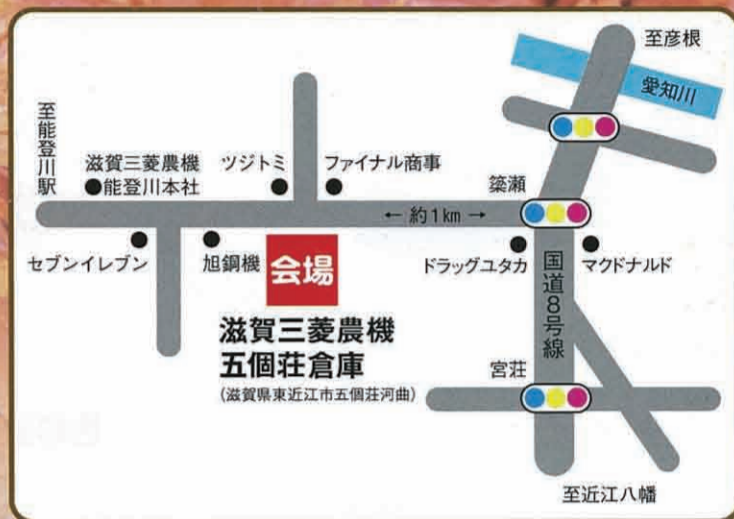 至彦根
愛知川
至能登川駅
滋賀三菱農機
能登川本社
ツジトミ
ファイナル商事
簗瀬
← 約1km →
セブンイレブン
旭鋼機
会場
ドラッグユタカ
国道8号線
マクドナルド
滋賀三菱農機
五個荘倉庫
(滋賀県東近江市五個荘河曲)
宮荘
至近江八幡